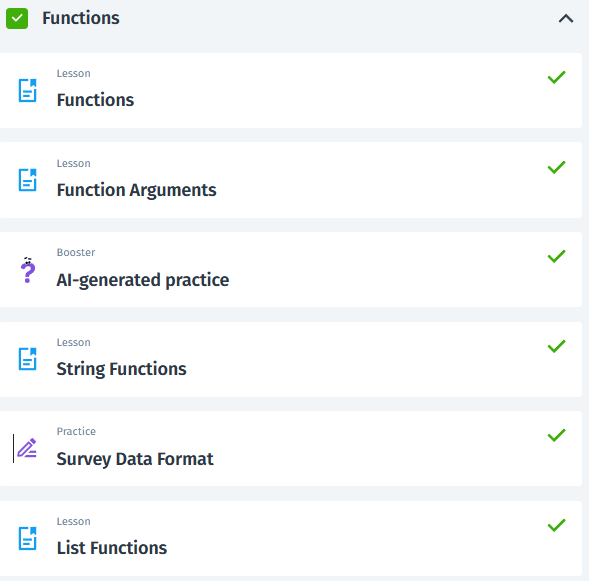 Functions
Lesson
Functions
Lesson
Function Arguments
Booster
AI-generated practice
Lesson
String Functions
Practice
Survey Data Format
Lesson
List Functions